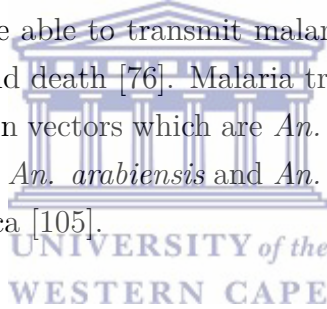 e able to transmit malar
d death [76]. Malaria tr
n vectors which are An.
An. arabiensis and An.
ca [105].
UNIVERSITY of the
WESTERN CAPE